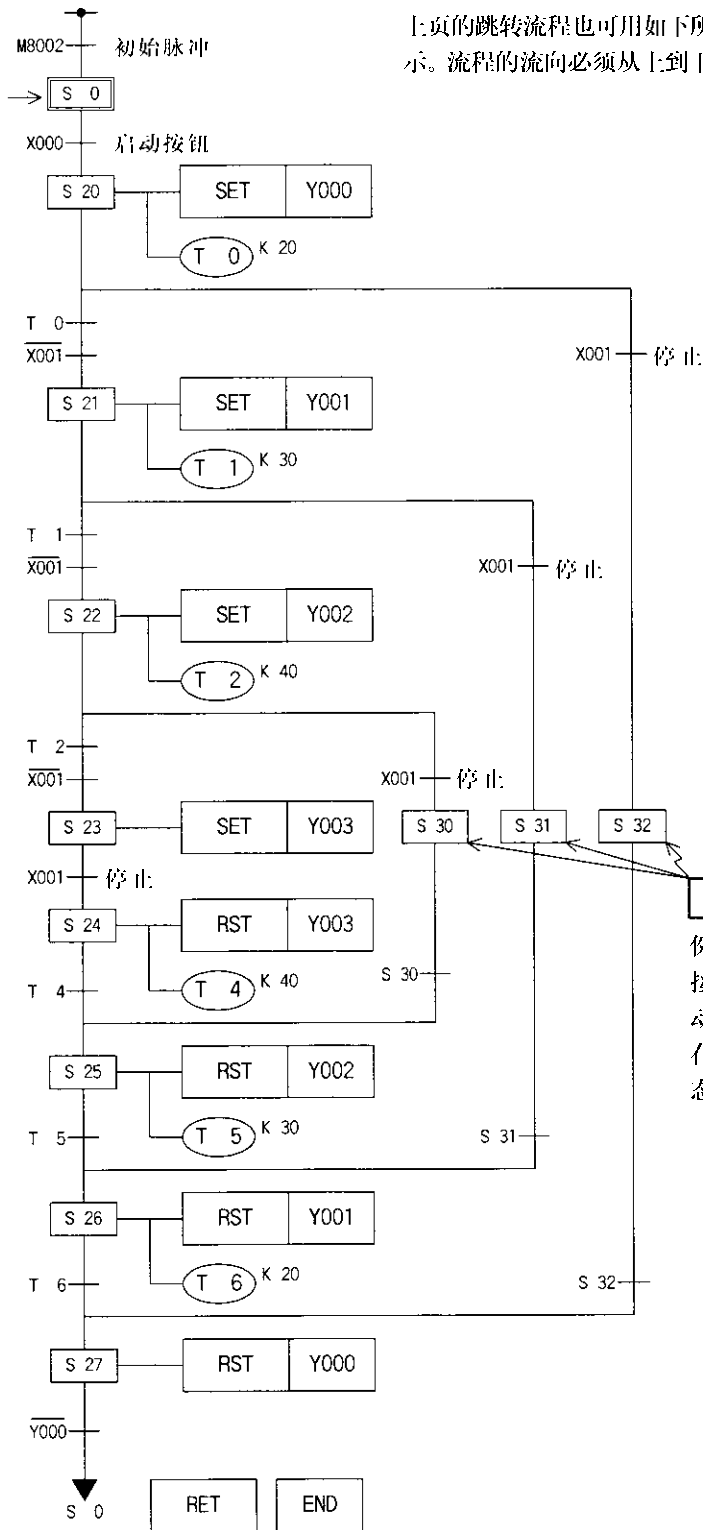 上页的跳转流程也可用如下所
示。流程的流向必须从上到
M8002 初始脉冲
S 0
X000 启动按钮
S 20 SET Y000
T 0 K 20
T 0
X001
X001 停止
S 21 SET Y001
T 1 K 30
T 1
X001
X001 停止
S 22 SET Y002
T 2 K 40
T 2
X001
X001 停止
S 23 SET Y003 S 30 S 31 S 32
X001 停止
S 24 RST Y003
T 4 K 40
S 30
T 4
动
态
S 25 RST Y002
T 5 K 30
T 5
S 31
S 26 RST Y001
T 6 K 20
T 6
S 32
S 27 RST Y000
Y000
S 0 RET END